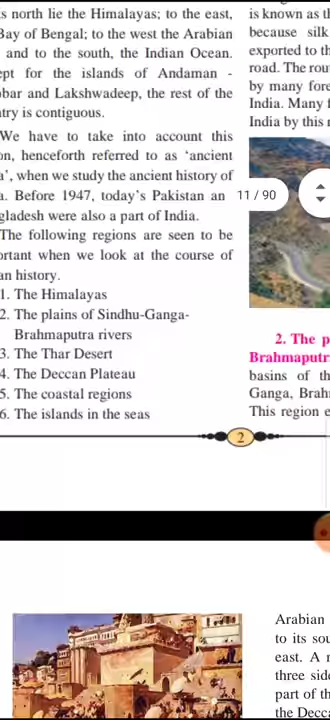 s north lie the Himalayas; to the east,
Bay of Bengal; to the west the Arabian
and to the south, the Indian Ocean.
ept for the islands of Andaman -
bar and Lakshwadeep, the rest of the
try is contiguous.
We have to take into account this
on, henceforth referred to as ‘ancient
a’, when we study the ancient history of
a. Before 1947, today’s Pakistan an
gladesh were also a part of India.
The following regions are seen to be
ortant when we look at the course of
an history.
1. The Himalayas
2. The plains of Sindhu-Ganga-
Brahmaputra rivers
3. The Thar Desert
4. The Deccan Plateau
5. The coastal regions
6. The islands in the seas
is known as th
because silk
exported to th
road. The rou
by many fore
India. Many f
India by this r
11 / 90
2. The p
Brahmaputr
basins of th
Ganga, Brahm
This region e
2
Arabian
to its sou
east. A r
three side
part of th
the Decca